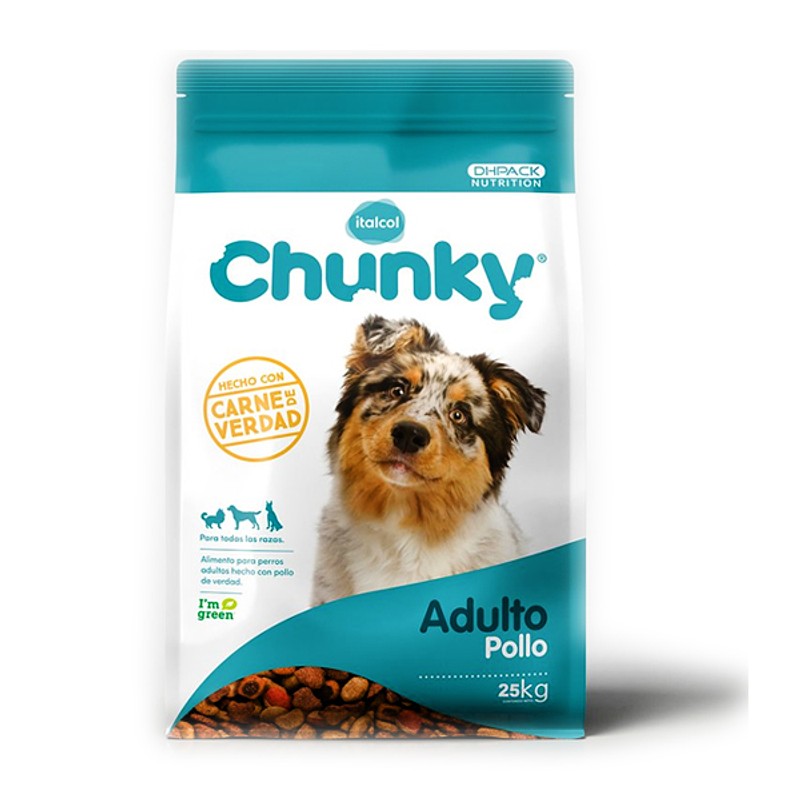 DHPACK
NUTRITION
italcol
Chunky®
HECHO CON
CARNE DE
VERDAD
Para todas las razas.
Alimento para perros
adultos hecho con pollo
de verdad.
I'm
green
Adulto
Pollo
25kg